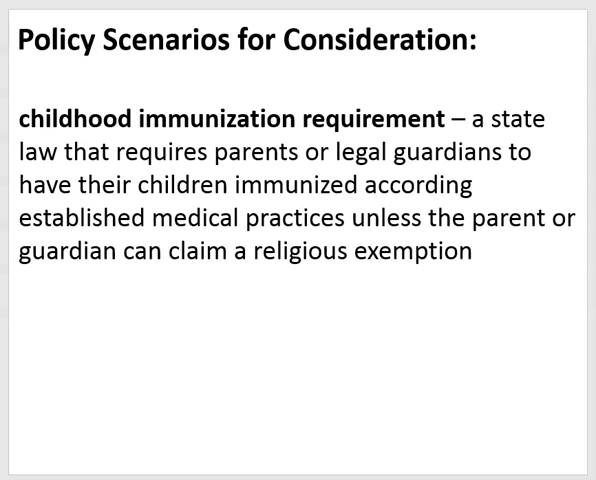 Policy Scenarios for Consideration:
childhood immunization requirement – a state
law that requires parents or legal guardians to
have their children immunized according
established medical practices unless the parent or
guardian can claim a religious exemption